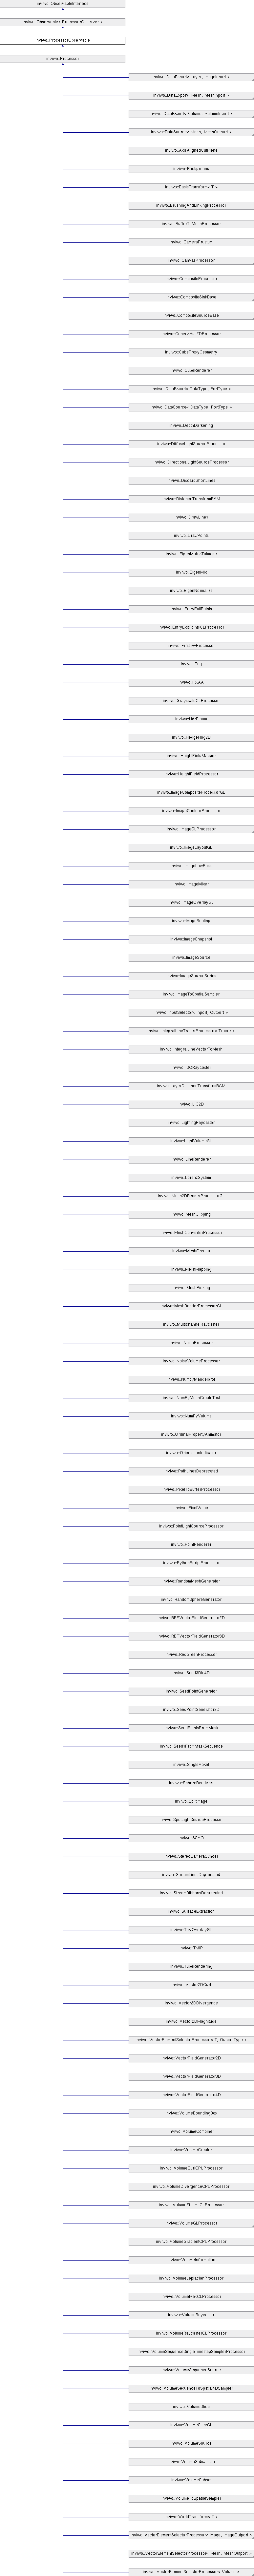 inviwo::ObservableInterface
inviwo::Observable< ProcessorObserver >
inviwo::ProcessorObservable
inviwo::Processor
inviwo::DataExport< Layer, ImageInport >
inviwo::DataExport< Mesh, MeshInport >
inviwo::DataExport< Volume, VolumeInport >
inviwo::DataSource< Mesh, MeshOutport >
inviwo::AxisAlignedCutPlane
inviwo::Background
inviwo::BasisTransform< T >
inviwo::BrushingAndLinkingProcessor
inviwo::BufferToMeshProcessor
inviwo::CameraFrustum
inviwo::CanvasProcessor
inviwo::CompositeProcessor
inviwo::CompositeSinkBase
inviwo::CompositeSourceBase
inviwo::ConvexHull2DProcessor
inviwo::CubeProxyGeometry
inviwo::CubeRenderer
inviwo::DataExport< DataType, PortType >
inviwo::DataSource< DataType, PortType >
inviwo::DepthDarkening
inviwo::DiffuseLightSourceProcessor
inviwo::DirectionalLightSourceProcessor
inviwo::DiscardShortLines
inviwo::DistanceTransformRAM
inviwo::DrawLines
inviwo::DrawPoints
inviwo::EigenMatrixToImage
inviwo::EigenMix
inviwo::EigenNormalize
inviwo::EntryExitPoints
inviwo::EntryExitPointsCLProcessor
inviwo::FirstIvwProcessor
inviwo::Fog
inviwo::FXAA
inviwo::GrayscaleCLProcessor
inviwo::HdrBloom
inviwo::HedgeHog2D
inviwo::HeightFieldMapper
inviwo::HeightFieldProcessor
inviwo::ImageCompositeProcessorGL
inviwo::ImageContourProcessor
inviwo::ImageGLProcessor
inviwo::ImageLayoutGL
inviwo::ImageLowPass
inviwo::ImageMixer
inviwo::ImageOverlayGL
inviwo::ImageScaling
inviwo::ImageSnapshot
inviwo::ImageSource
inviwo::ImageSourceSeries
inviwo::ImageToSpatialSampler
inviwo::InputSelector< Inport, Outport >
inviwo::IntegralLineTracerProcessor< Tracer >
inviwo::IntegralLineVectorToMesh
inviwo::ISORaycaster
inviwo::LayerDistanceTransformRAM
inviwo::LIC2D
inviwo::LightingRaycaster
inviwo::LightVolumeGL
inviwo::LineRenderer
inviwo::LorenzSystem
inviwo::Mesh2DRenderProcessorGL
inviwo::MeshClipping
inviwo::MeshConverterProcessor
inviwo::MeshCreator
inviwo::MeshMapping
inviwo::MeshPicking
inviwo::MeshRenderProcessorGL
inviwo::MultichannelRaycaster
inviwo::NoiseProcessor
inviwo::NoiseVolumeProcessor
inviwo::NumpyMandelbrot
inviwo::NumPyMeshCreateTest
inviwo::NumPyVolume
inviwo::OrdinalPropertyAnimator
inviwo::OrientationIndicator
inviwo::PathLinesDeprecated
inviwo::PixelToBufferProcessor
inviwo::PixelValue
inviwo::PointLightSourceProcessor
inviwo::PointRenderer
inviwo::PythonScriptProcessor
inviwo::RandomMeshGenerator
inviwo::RandomSphereGenerator
inviwo::RBFVectorFieldGenerator2D
inviwo::RBFVectorFieldGenerator3D
inviwo::RedGreenProcessor
inviwo::Seed3Dto4D
inviwo::SeedPointGenerator
inviwo::SeedPointGenerator2D
inviwo::SeedPointsFromMask
inviwo::SeedsFromMaskSequence
inviwo::SingleVoxel
inviwo::SphereRenderer
inviwo::SplitImage
inviwo::SpotLightSourceProcessor
inviwo::SSAO
inviwo::StereoCameraSyncer
inviwo::StreamLinesDeprecated
inviwo::StreamRibbonsDeprecated
inviwo::SurfaceExtraction
inviwo::TextOverlayGL
inviwo::TMIP
inviwo::TubeRendering
inviwo::Vector2DCurl
inviwo::Vector2DDivergence
inviwo::Vector2DMagnitude
inviwo::VectorElementSelectorProcessor< T, OutportType >
inviwo::VectorFieldGenerator2D
inviwo::VectorFieldGenerator3D
inviwo::VectorFieldGenerator4D
inviwo::VolumeBoundingBox
inviwo::VolumeCombiner
inviwo::VolumeCreator
inviwo::VolumeCurlCPUProcessor
inviwo::VolumeDivergenceCPUProcessor
inviwo::VolumeFirstHitCLProcessor
inviwo::VolumeGLProcessor
inviwo::VolumeGradientCPUProcessor
inviwo::VolumeInformation
inviwo::VolumeLaplacianProcessor
inviwo::VolumeMaxCLProcessor
inviwo::VolumeRaycaster
inviwo::VolumeRaycasterCLProcessor
inviwo::VolumeSequenceSingleTimestepSamplerProcessor
inviwo::VolumeSequenceSource
inviwo::VolumeSequenceToSpatial4DSampler
inviwo::VolumeSlice
inviwo::VolumeSliceGL
inviwo::VolumeSource
inviwo::VolumeSubsample
inviwo::VolumeSubset
inviwo::VolumeToSpatialSampler
inviwo::WorldTransform< T >
inviwo::VectorElementSelectorProcessor< Image, ImageOutport >
inviwo::VectorElementSelectorProcessor< Mesh, MeshOutport >
inviwo::VectorElementSelectorProcessor< Volume >